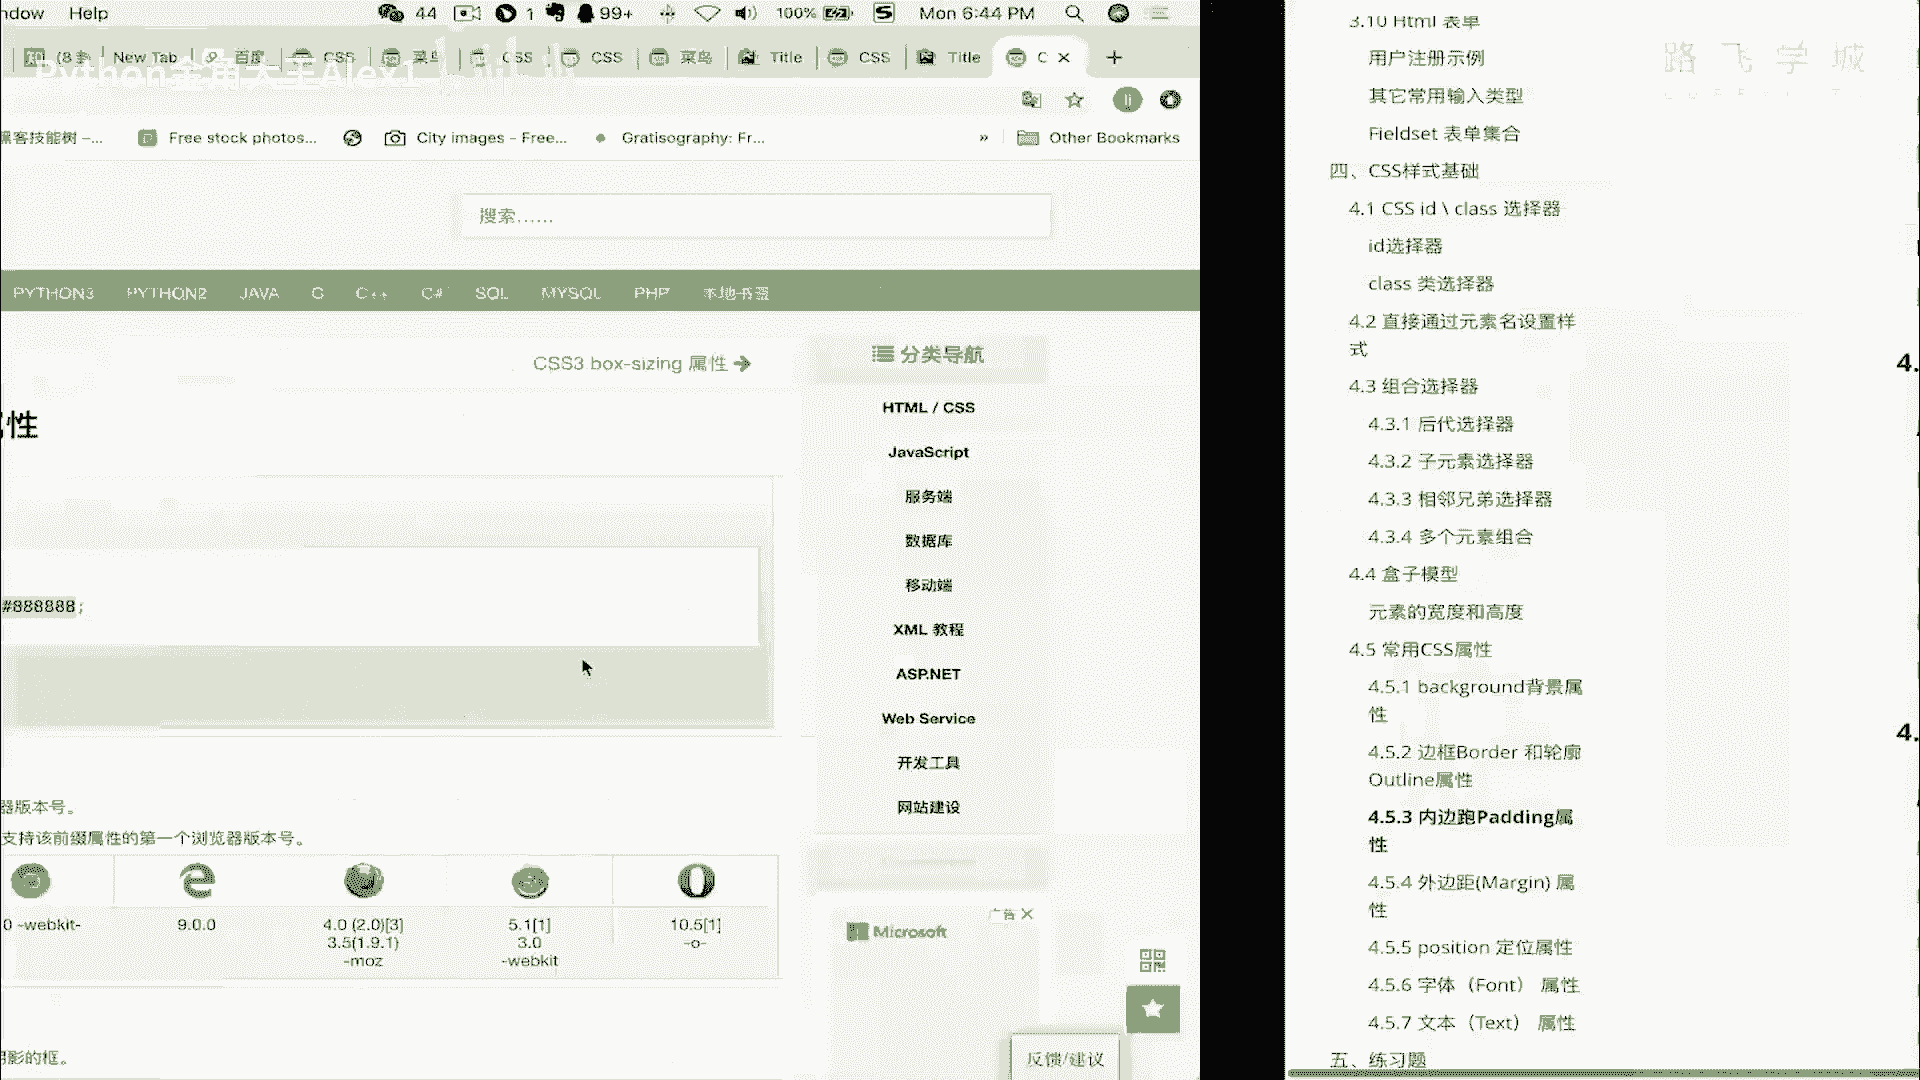 ndow Help 44 1 99+ 100% Mon 6:44 PM
(8 New Tab 百度_ CSS 菜鸟 CSS CSS 菜鸟 Title CSS Title C
Python金角大王Alex1
黑客技能树 –... Free stock photos... City images – Free... Gratisography: Fr... » Other Bookmarks
搜索......
PYTHON3 PYTHON2 JAVA C C++ C# SQL MYSQL PHP 本地书签
CSS3 box-sizing 属性
属性
#888888;
器版本号。
支持该前缀属性的第一个浏览器版本号。
0 -webkit- 9.0.0 4.0 (2.0)[3] 5.1[1] 10.5[1]
3.5(1.9.1) 3.0 -o-
-moz -webkit
阴影的框。
分类导航
HTML / CSS
JavaScript
服务端
数据库
移动端
XML 教程
ASP.NET
Web Service
开发工具
网站建设
广告
Microsoft
反馈/建议
路飞学城
3.10 Html 表单
用户注册示例
其它常用输入类型
Fieldset 表单集合
四、CSS样式基础
4.1 CSS id \ class 选择器
id选择器
class 类选择器
4.2 直接通过元素名设置样
式
4.3 组合选择器
4.3.1 后代选择器
4.3.2 子元素选择器
4.3.3 相邻兄弟选择器
4.3.4 多个元素组合
4.4 盒子模型
元素的宽度和高度
4.5 常用CSS属性
4.5.1 background背景属
性
4.5.2 边框Border 和轮廓
Outline属性
4.5.3 内边跑Padding属
性
4.5.4 外边距(Margin) 属
性
4.5.5 position 定位属性
4.5.6 字体（Font） 属性
4.5.7 文本（Text） 属性
五、练习题
4.
4.